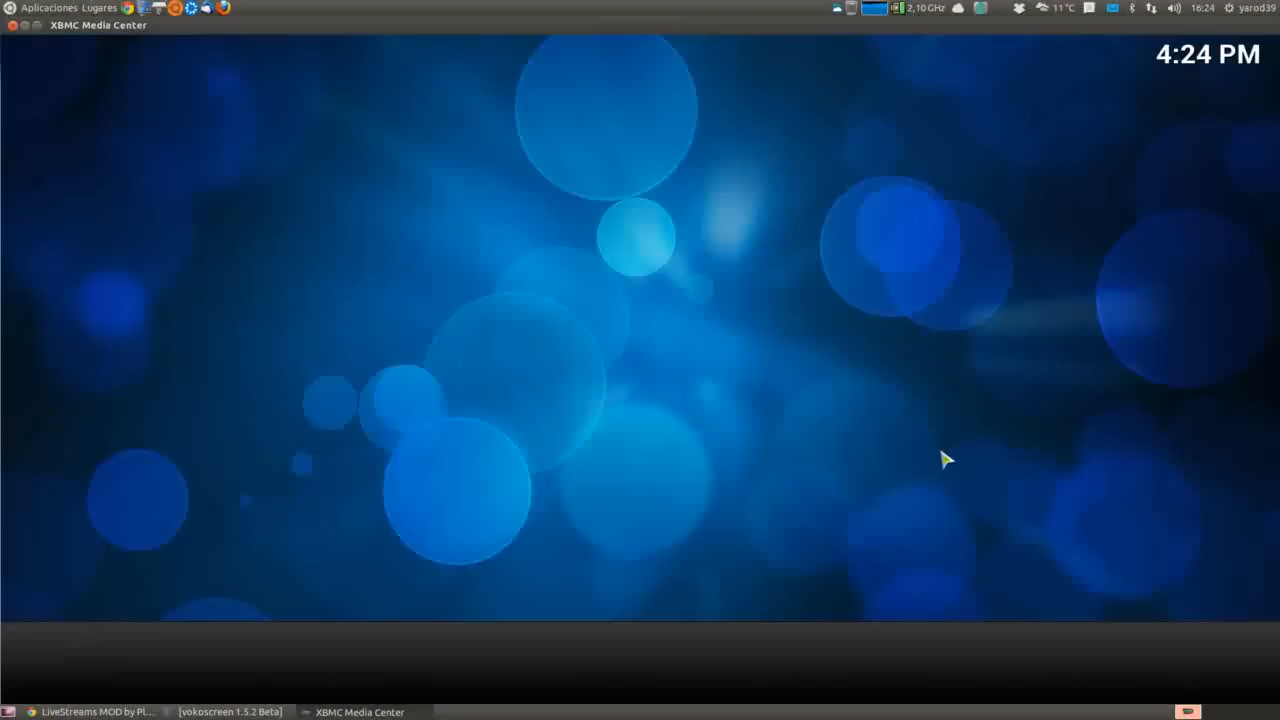 Aplicaciones Lugares 2,10 GHz 11 °C 16:24 yarod39
XBMC Media Center
4:24 PM
LiveStreams MOD by Pl... [vokoscreen 1.5.2 Beta] XBMC Media Center